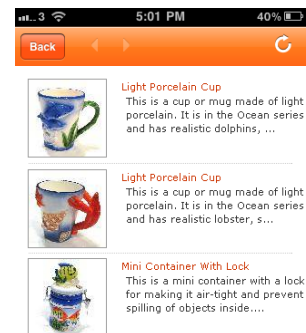 3 5:01 PM 40%
Back
Light Porcelain Cup
This is a cup or mug made of light
porcelain. It is in the Ocean series
and has realistic dolphins, ...
Light Porcelain Cup
This is a cup or mug made of light
porcelain. It is in the Ocean series
and has realistic lobster, s...
Mini Container With Lock
This is a mini container with a lock
for making it air-tight and prevent
spilling of objects inside....